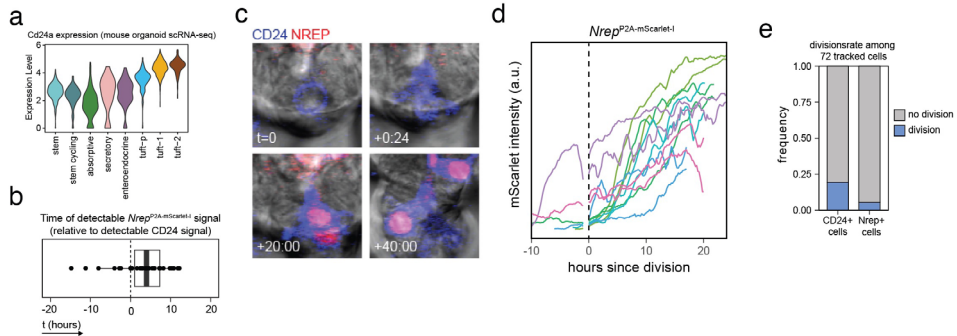 a
Cd24a expression (mouse organoid scRNA-seq)
Expression Level
6
4
2
0
stem
stem cycling
absorptive
secretory
enteroendocrine
tuft-p
tuft-1
tuft-2
b
Time of detectable Nrep^P2A-mScarlet-I signal
(relative to detectable CD24 signal)
-20 -10 0 10 20
t (hours)
c
CD24 NREP
t=0
+0:24
+20:00
+40:00
d
Nrep^P2A-mScarlet-I
mScarlet intensity (a.u.)
-10 0 10 20
hours since division
e
divisionsrate among
72 tracked cells
frequency
1.00
0.75
0.50
0.25
0.00
CD24+
cells
Nrep+
cells
no division
division